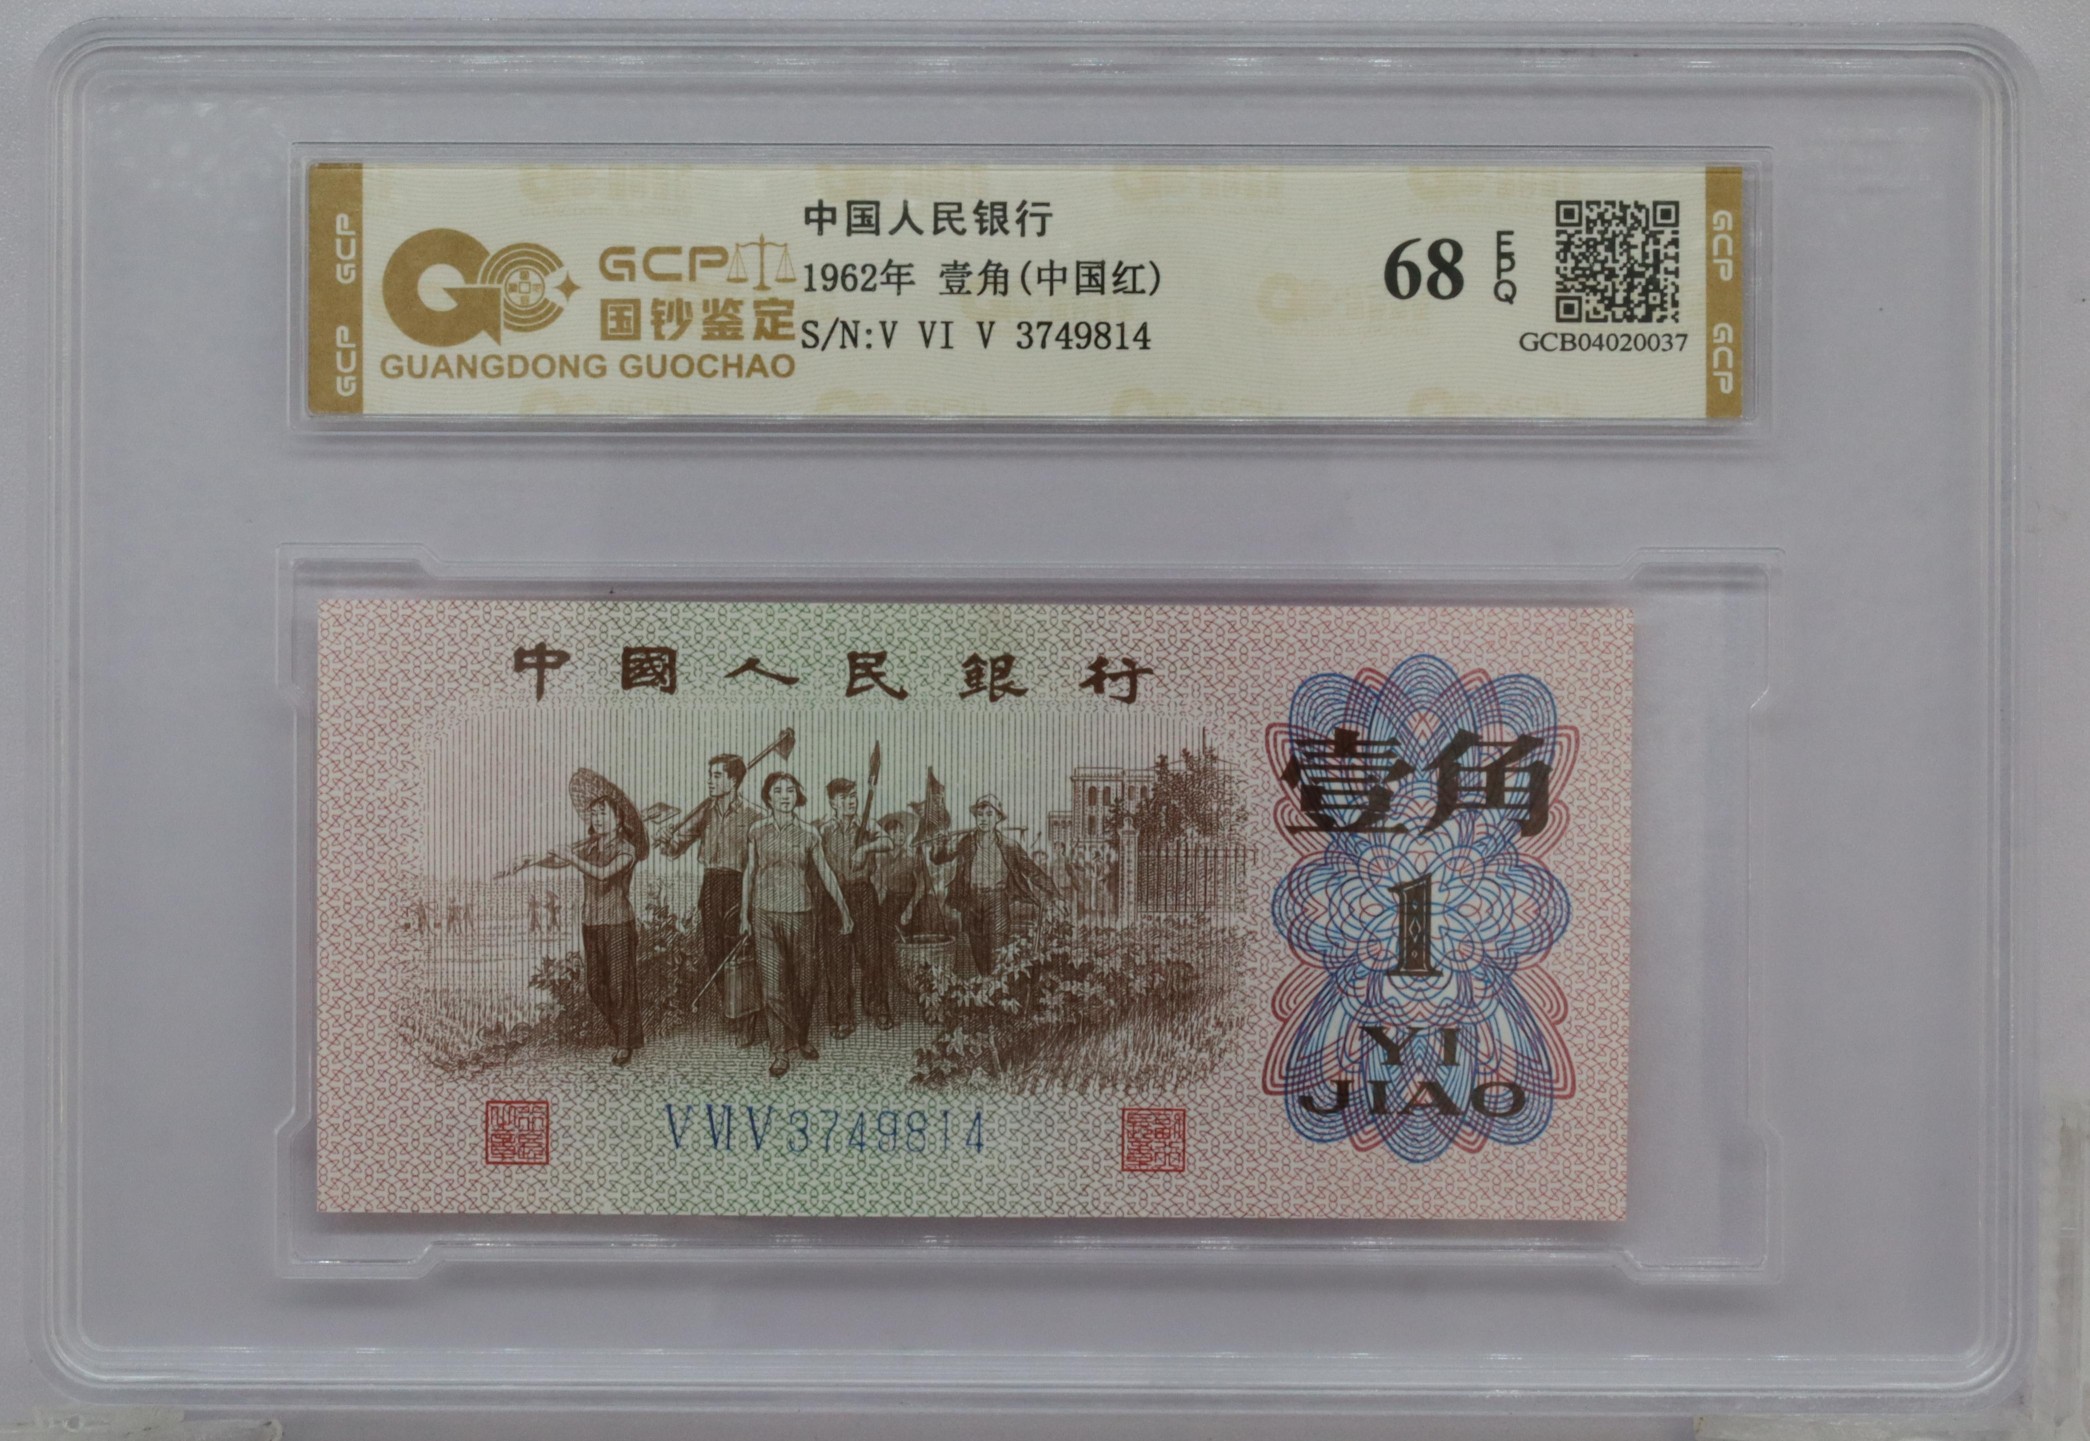 中国人民银行
GCP
1962年 壹角(中国红)
68 EPQ
国钞鉴定
S/N:V VI V 3749814
GUANGDONG GUOCHAO
GCB04020037
GCP GCP
GCP GCP
中國人民銀行
壹角
1
YI
JIAO
V VI V 3749814